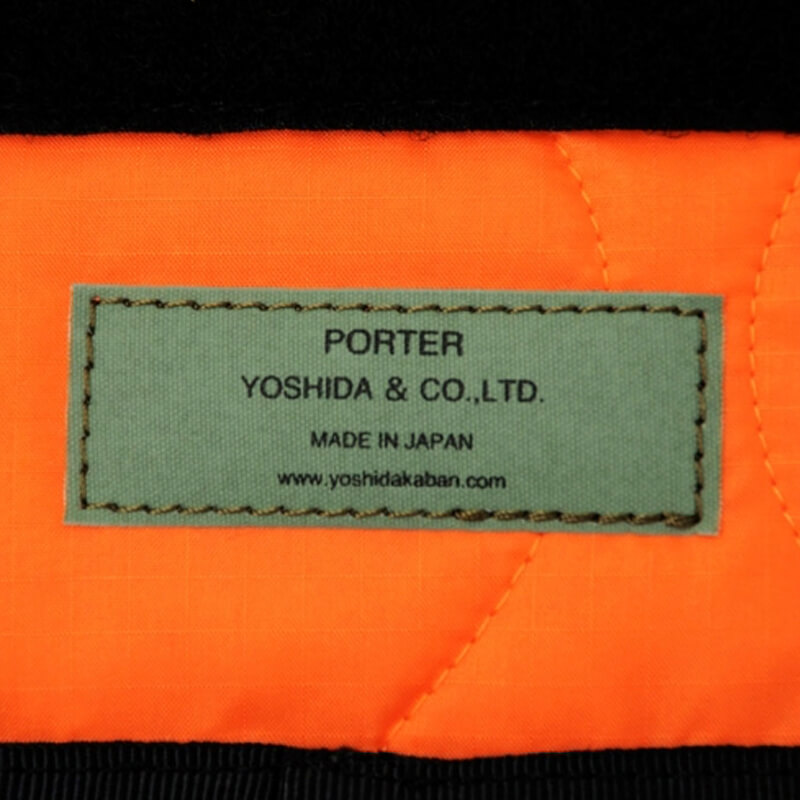 PORTER
YOSHIDA & CO.,LTD.
MADE IN JAPAN
www.yoshidakaban.com